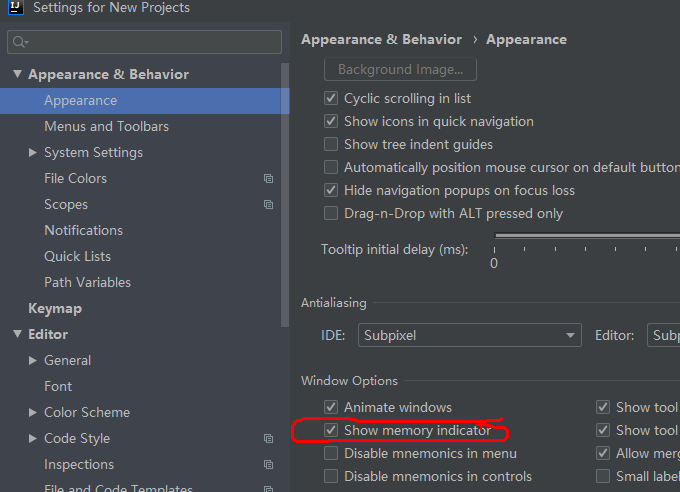 Settings for New Projects
Appearance & Behavior
Appearance
Menus and Toolbars
System Settings
File Colors
Scopes
Notifications
Quick Lists
Path Variables
Keymap
Editor
General
Font
Color Scheme
Code Style
Inspections
File and Code Templates
Appearance & Behavior › Appearance
Background Image...
Cyclic scrolling in list
Show icons in quick navigation
Show tree indent guides
Automatically position mouse cursor on default button
Hide navigation popups on focus loss
Drag-n-Drop with ALT pressed only
Tooltip initial delay (ms):
0
Antialiasing
IDE: Subpixel Editor: Subp
Window Options
Animate windows Show tool
Show memory indicator Show tool
Disable mnemonics in menu Allow merg
Disable mnemonics in controls Small label